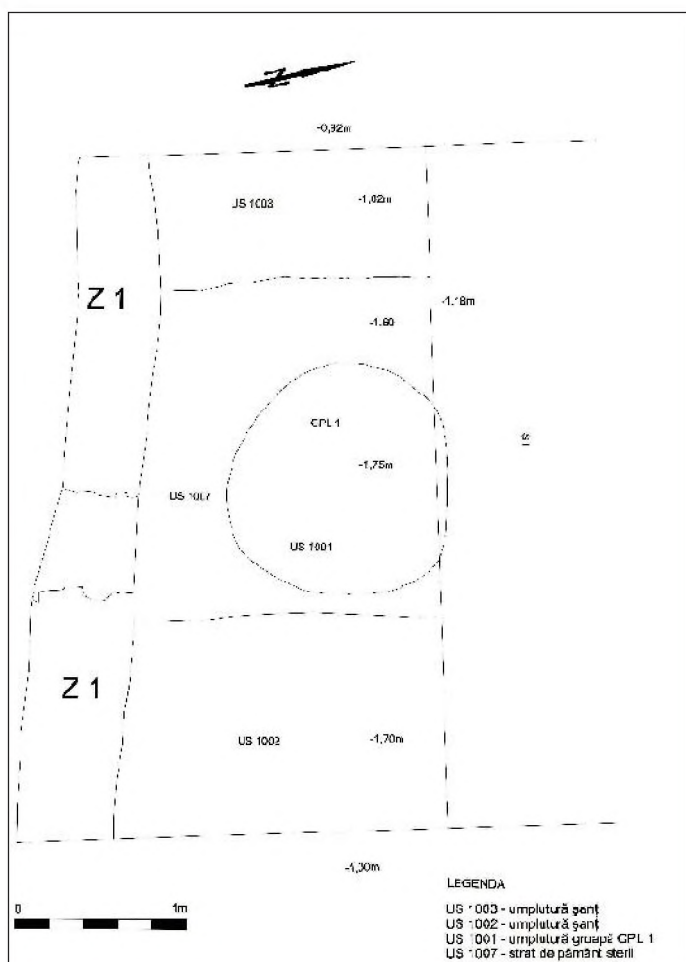 N
-0,92m
US 1003
-1,02m
Z 1
-1,18m
-1,60
GPL 1
-1,75m
US 1007
US 1001
Z 1
US 1002
-1,70m
-1,30m
0 1m
LEGENDA
US 1003 - umplutură şanţ
US 1002 - umplutură şanţ
US 1001 - umplutură groapă GPL 1
US 1007 - strat de pământ steril